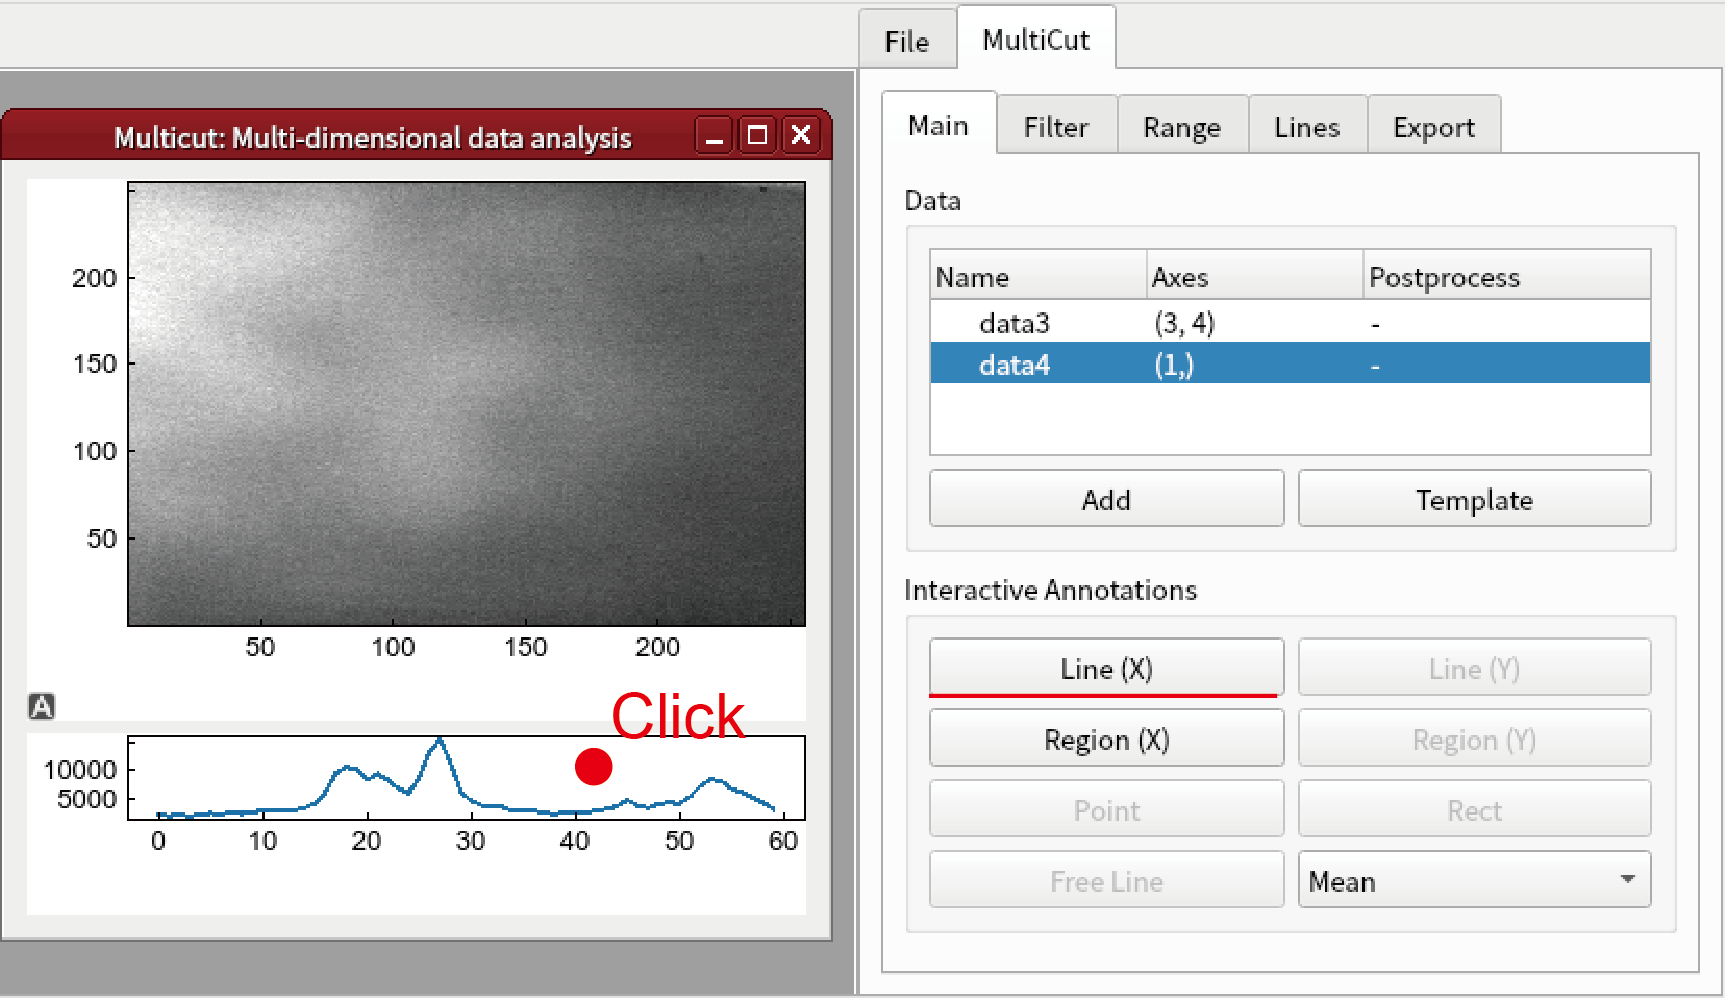 File MultiCut
Multicut: Multi-dimensional data analysis
Main Filter Range Lines Export
Data
Name Axes Postprocess
data3 (3, 4) -
data4 (1,) -
Add Template
Interactive Annotations
Line (X) Line (Y)
Region (X) Region (Y)
Point Rect
Free Line Mean
200
150
100
50
50 100 150 200
A
Click
10000
5000
0 10 20 30 40 50 60